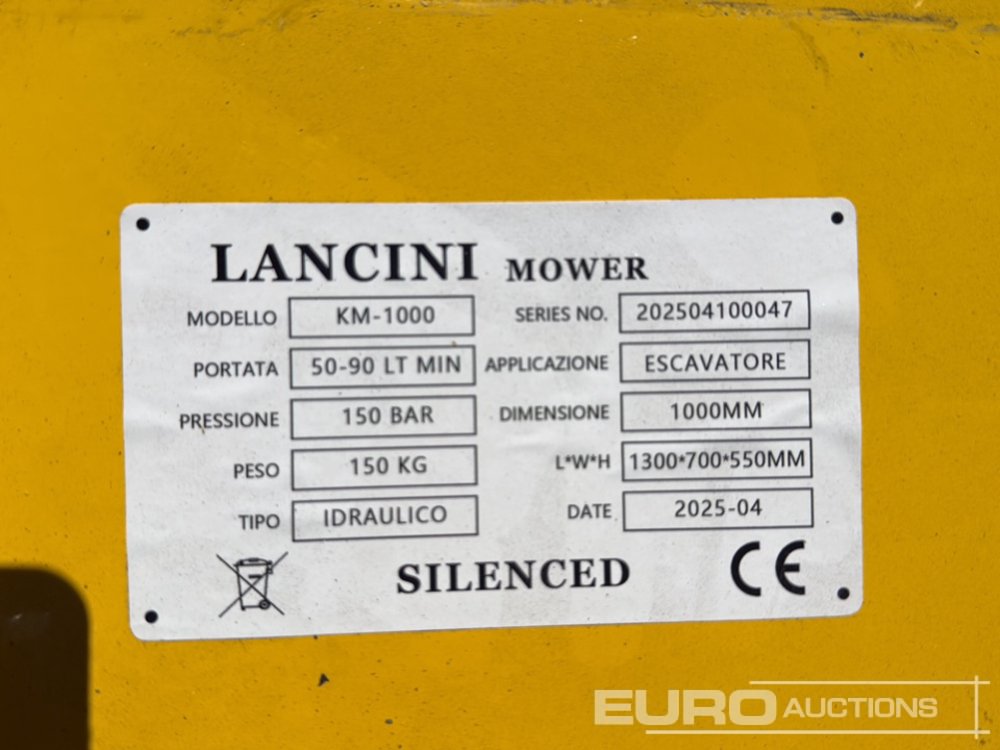 LANCINI MOWER
MODELLO KM-1000 SERIES NO. 202504100047
PORTATA 50-90 LT MIN APPLICAZIONE ESCAVATORE
PRESSIONE 150 BAR DIMENSIONE 1000MM
PESO 150 KG L*W*H 1300*700*550MM
TIPO IDRAULICO DATE 2025-04
SILENCED CE
EURO AUCTIONS